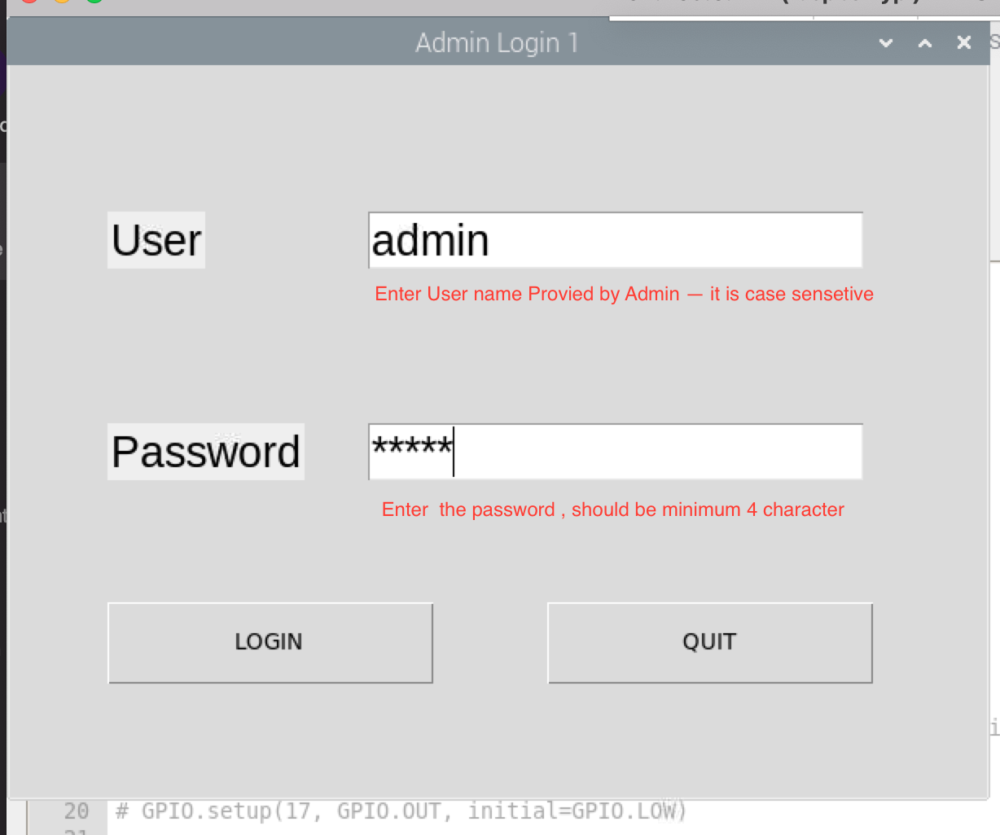 Admin Login 1
User
admin
Enter User name Provied by Admin — it is case sensetive
Password
*****
Enter the password , should be minimum 4 character
LOGIN
QUIT
20 # GPIO.setup(17, GPIO.OUT, initial=GPIO.LOW)